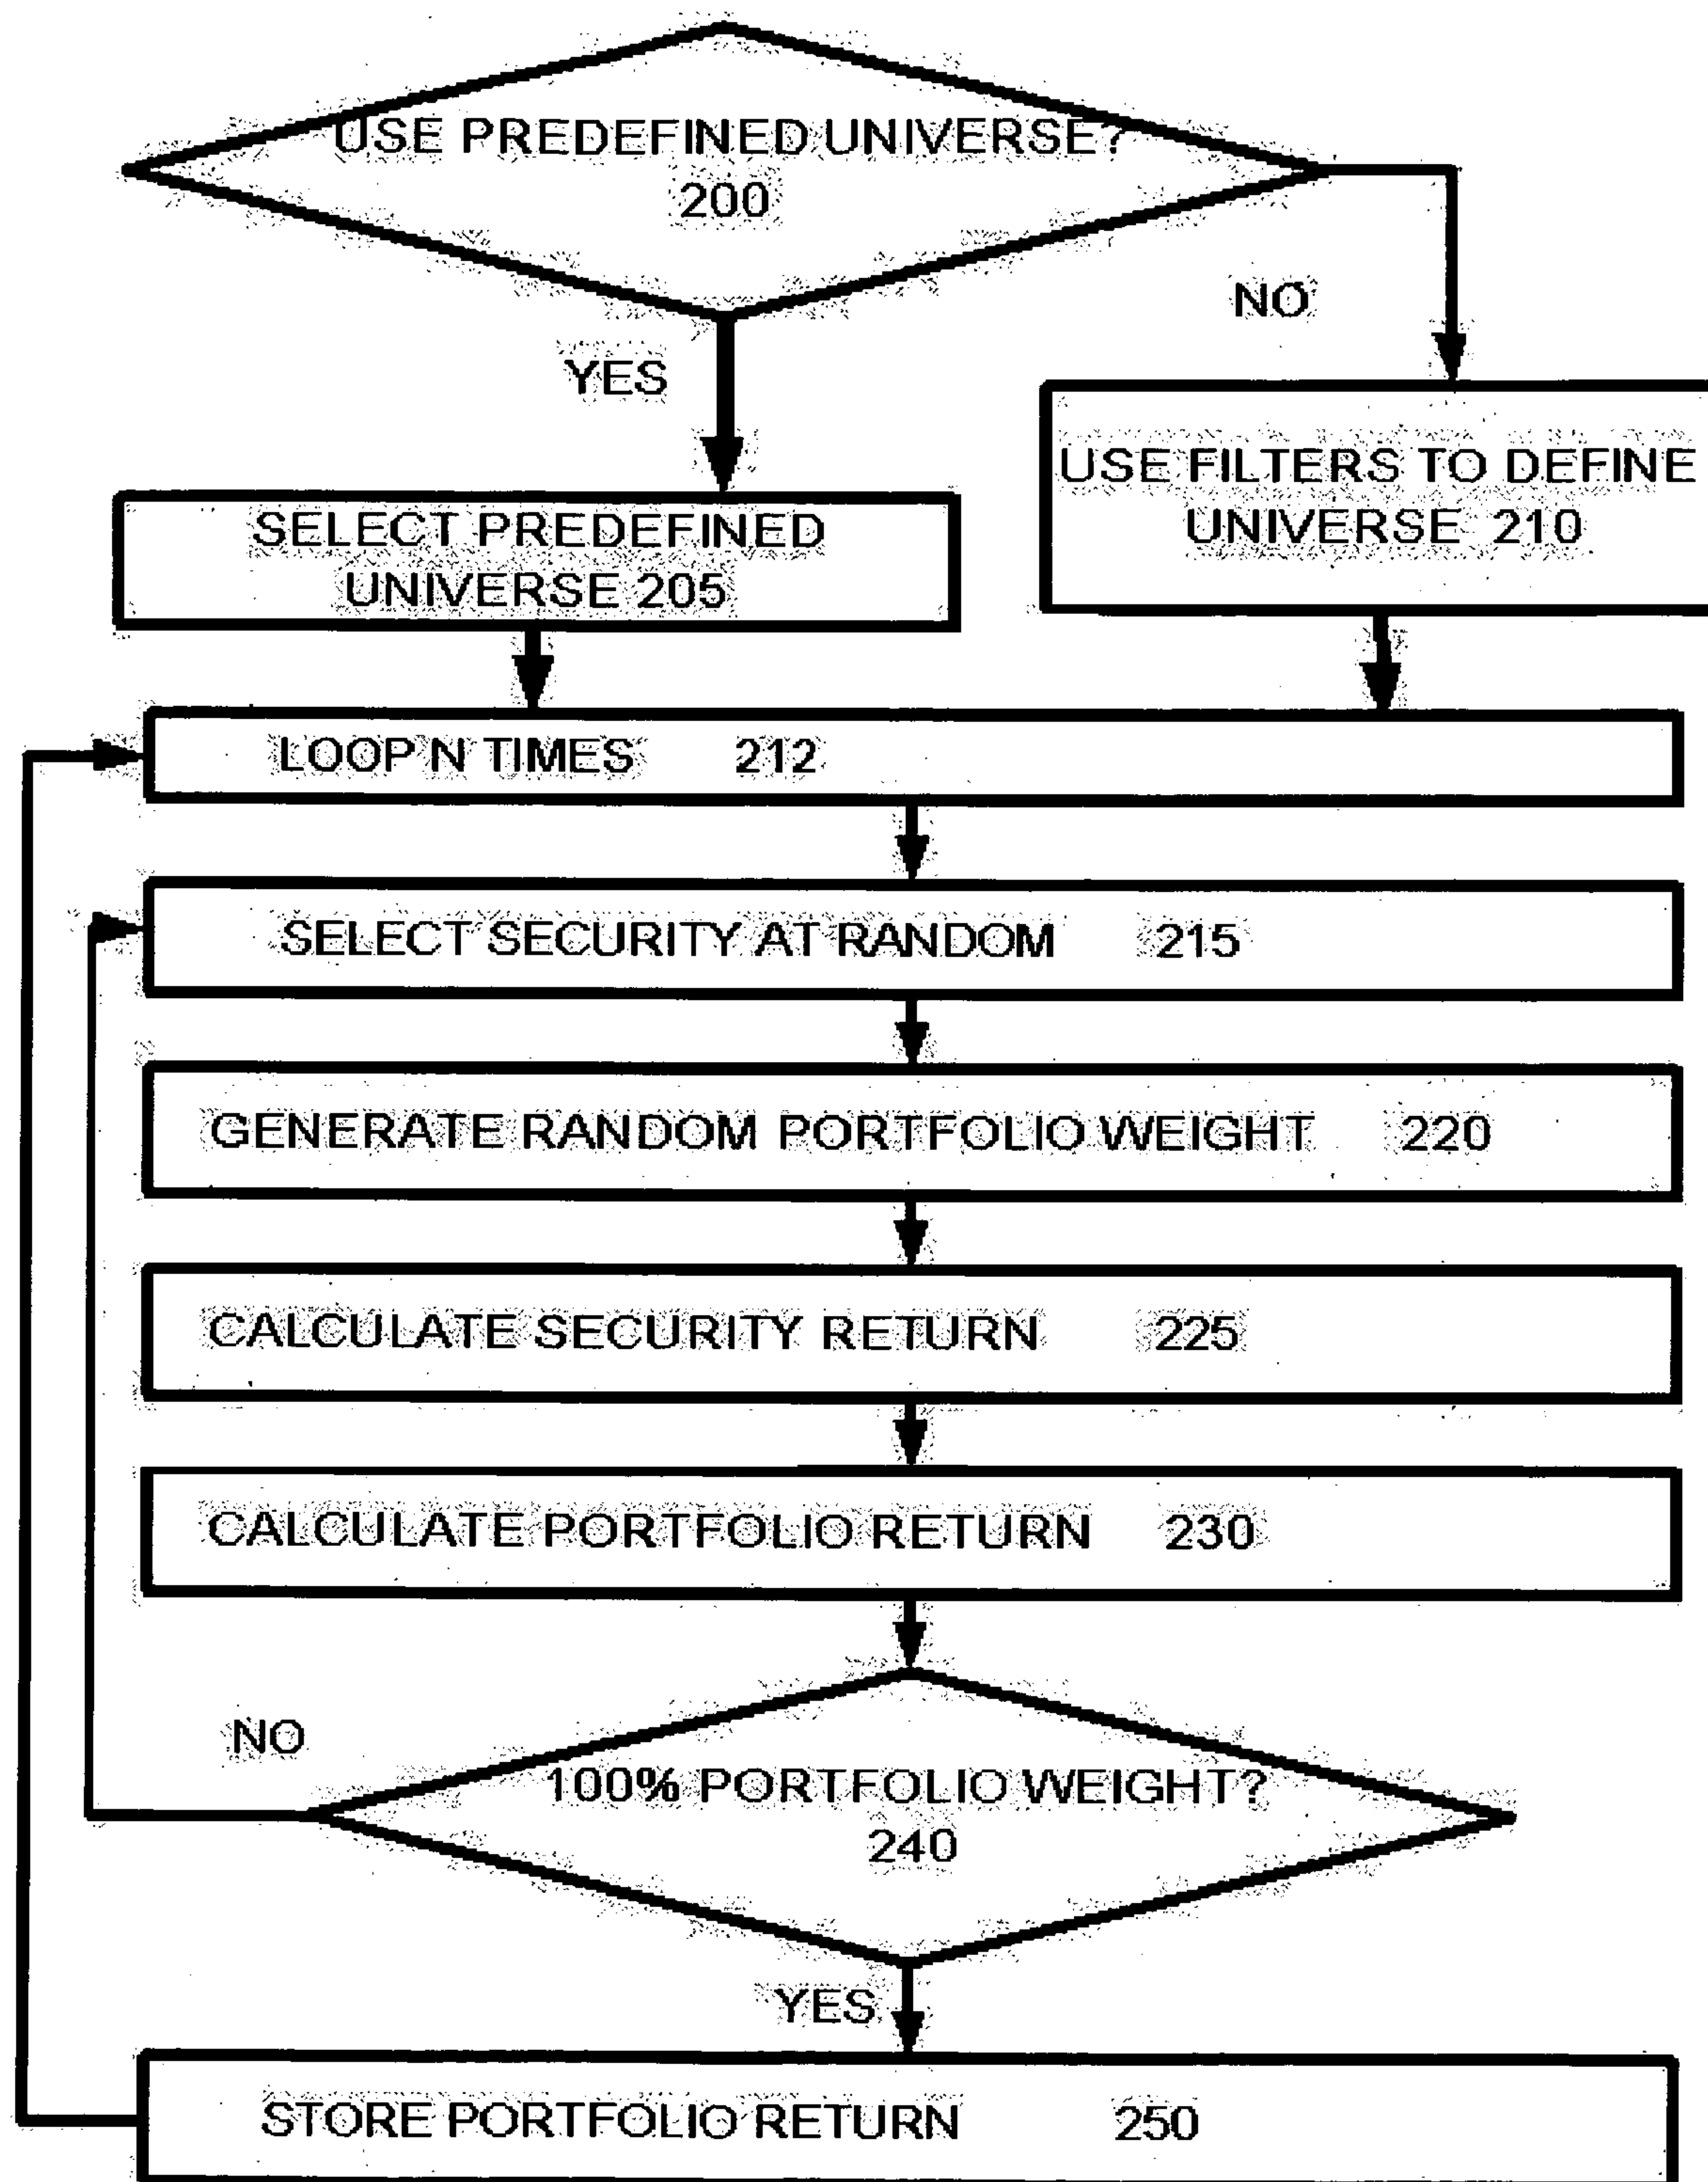 USE PREDEFINED UNIVERSE?
200
NO
YES
USE FILTERS TO DEFINE
UNIVERSE 210
SELECT PREDEFINED
UNIVERSE 205
LOOP N TIMES 212
SELECT SECURITY AT RANDOM 215
GENERATE RANDOM PORTFOLIO WEIGHT 220
CALCULATE SECURITY RETURN 225
CALCULATE PORTFOLIO RETURN 230
NO
100% PORTFOLIO WEIGHT?
240
YES
STORE PORTFOLIO RETURN 250